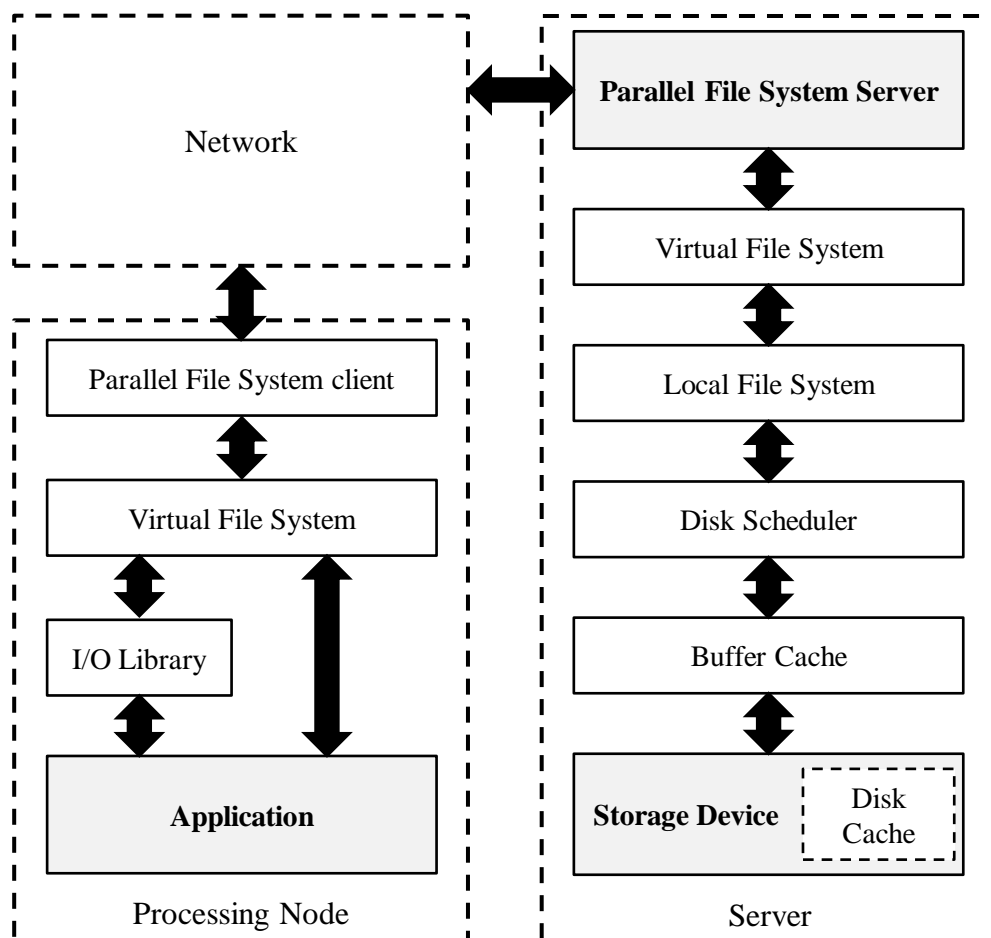 Network
Parallel File System client
Virtual File System
I/O Library
Application
Processing Node
Parallel File System Server
Virtual File System
Local File System
Disk Scheduler
Buffer Cache
Storage Device
Disk
Cache
Server